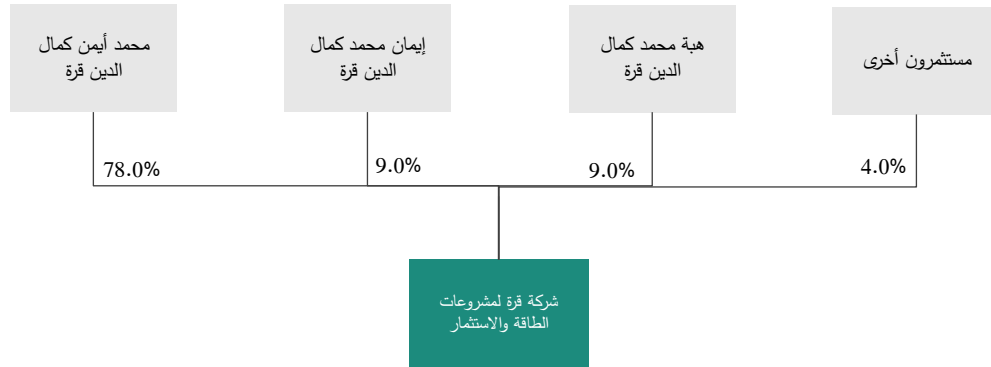 محمد أيمن كمال
الدين قرة
إيمان محمد كمال
الدين قرة
هبة محمد كمال
الدين قرة
مستثمرون أخرى
78.0%
9.0%
9.0%
4.0%
شركة قرة لمشروعات
الطاقة والاستثمار